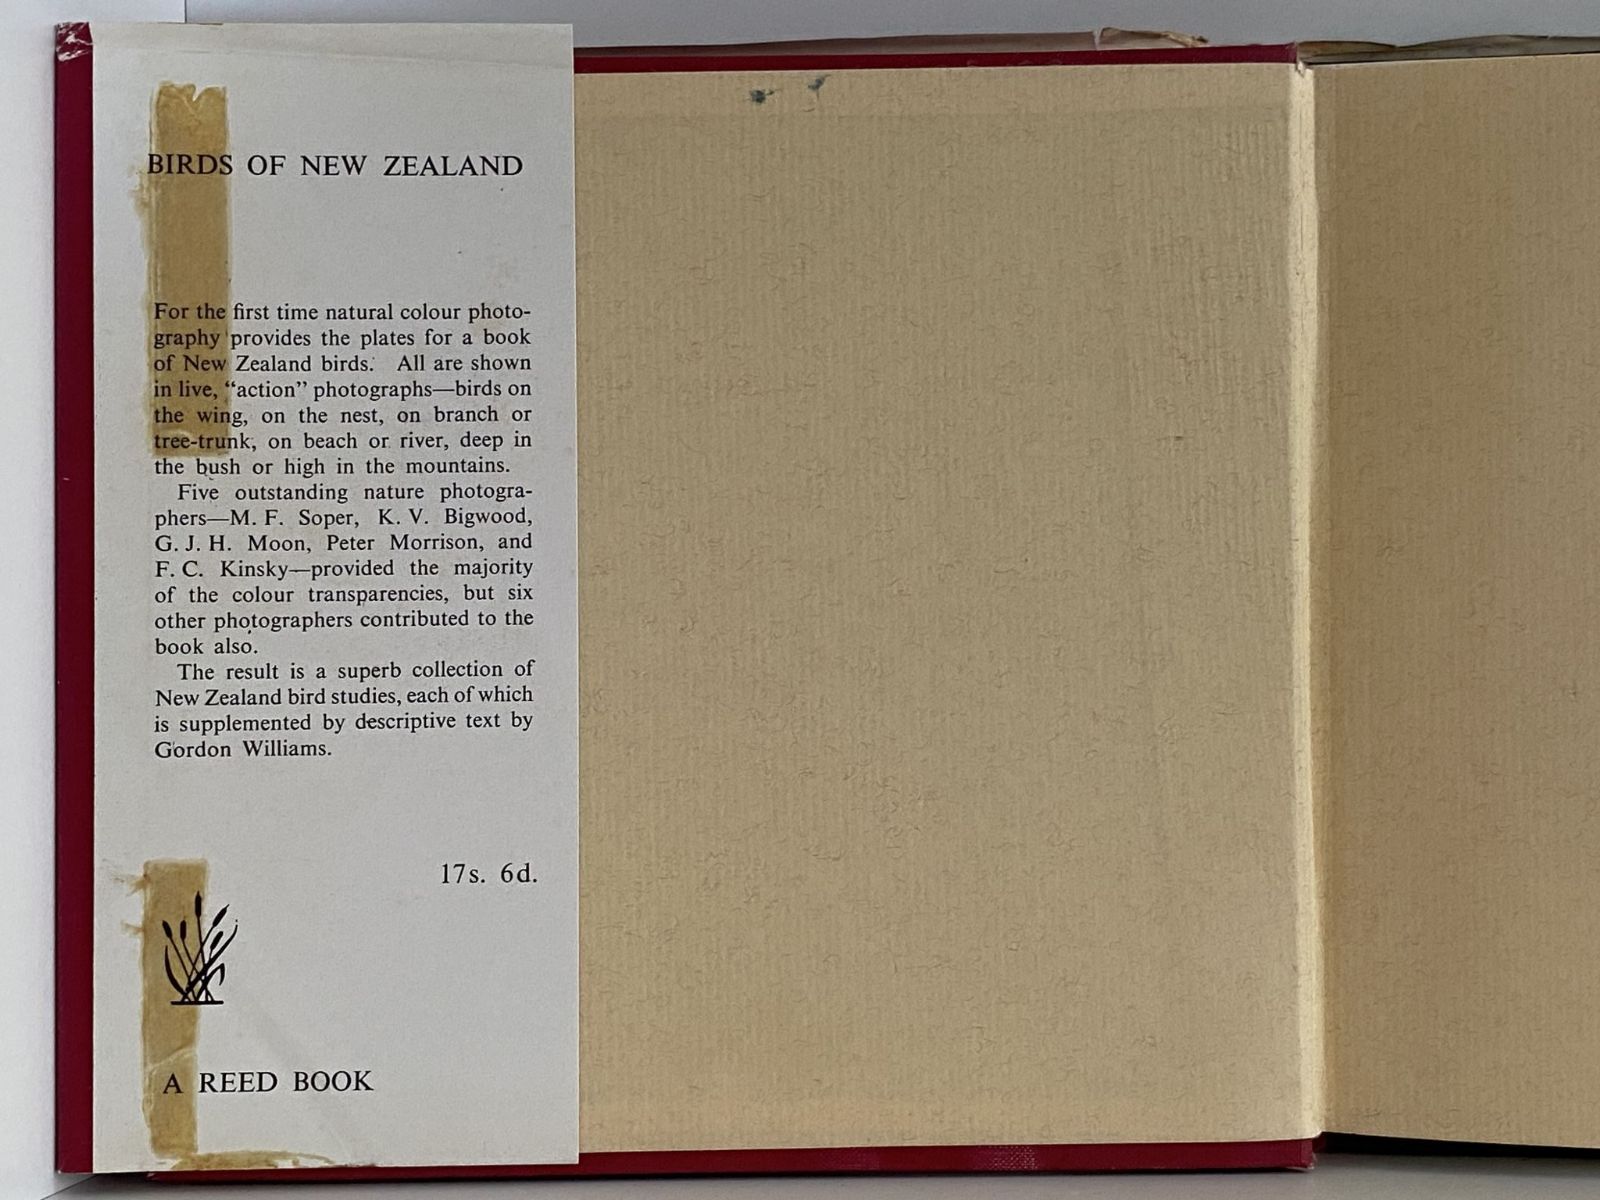 BIRDS OF NEW ZEALAND
For the first time natural colour photo-
graphy provides the plates for a book
of New Zealand birds. All are shown
in live, “action” photographs—birds on
the wing, on the nest, on branch or
tree-trunk, on beach or river, deep in
the bush or high in the mountains.
Five outstanding nature photogra-
phers—M. F. Soper, K. V. Bigwood,
G. J. H. Moon, Peter Morrison, and
F. C. Kinsky—provided the majority
of the colour transparencies, but six
other photographers contributed to the
book also.
The result is a superb collection of
New Zealand bird studies, each of which
is supplemented by descriptive text by
Gordon Williams.
17s. 6d.
A REED BOOK